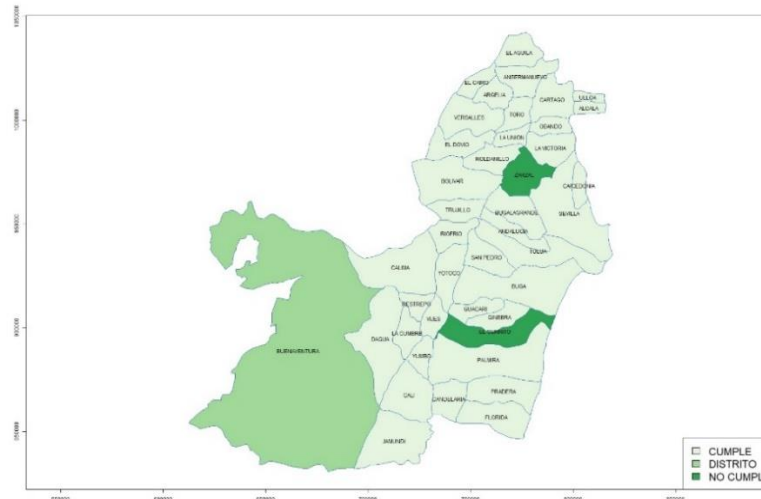 EL AGUILA
ANSERMANUEVO
EL CAIRO
ARGELIA
CARTAGO
ULLOA
ALCALA
VERSALLES
TORO
OBANDO
LA UNION
EL DOVIO
LA VICTORIA
ROLDANILLO
ZARZAL
BOLIVAR
CAICEDONIA
TRUJILLO
BUGALAGRANDE
SEVILLA
ANDALUCIA
RIOFRIO
TULUA
SAN PEDRO
CALIMA
YOTOCO
BUGA
RESTREPO
GUACARI
VIJES
GINEBRA
LA CUMBRE
EL CERRITO
DAGUA
BUENAVENTURA
YUMBO
PALMIRA
CALI
CANDELARIA
PRADERA
FLORIDA
JAMUNDI
CUMPLE
DISTRITO
NO CUMPL